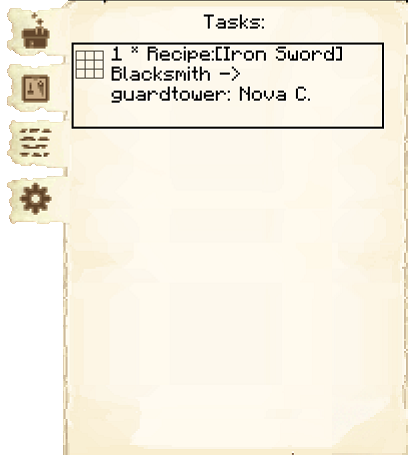 Tasks:
1 * Recipe:[[Iron Sword]
Blacksmith ->
guardtower: Nova C.